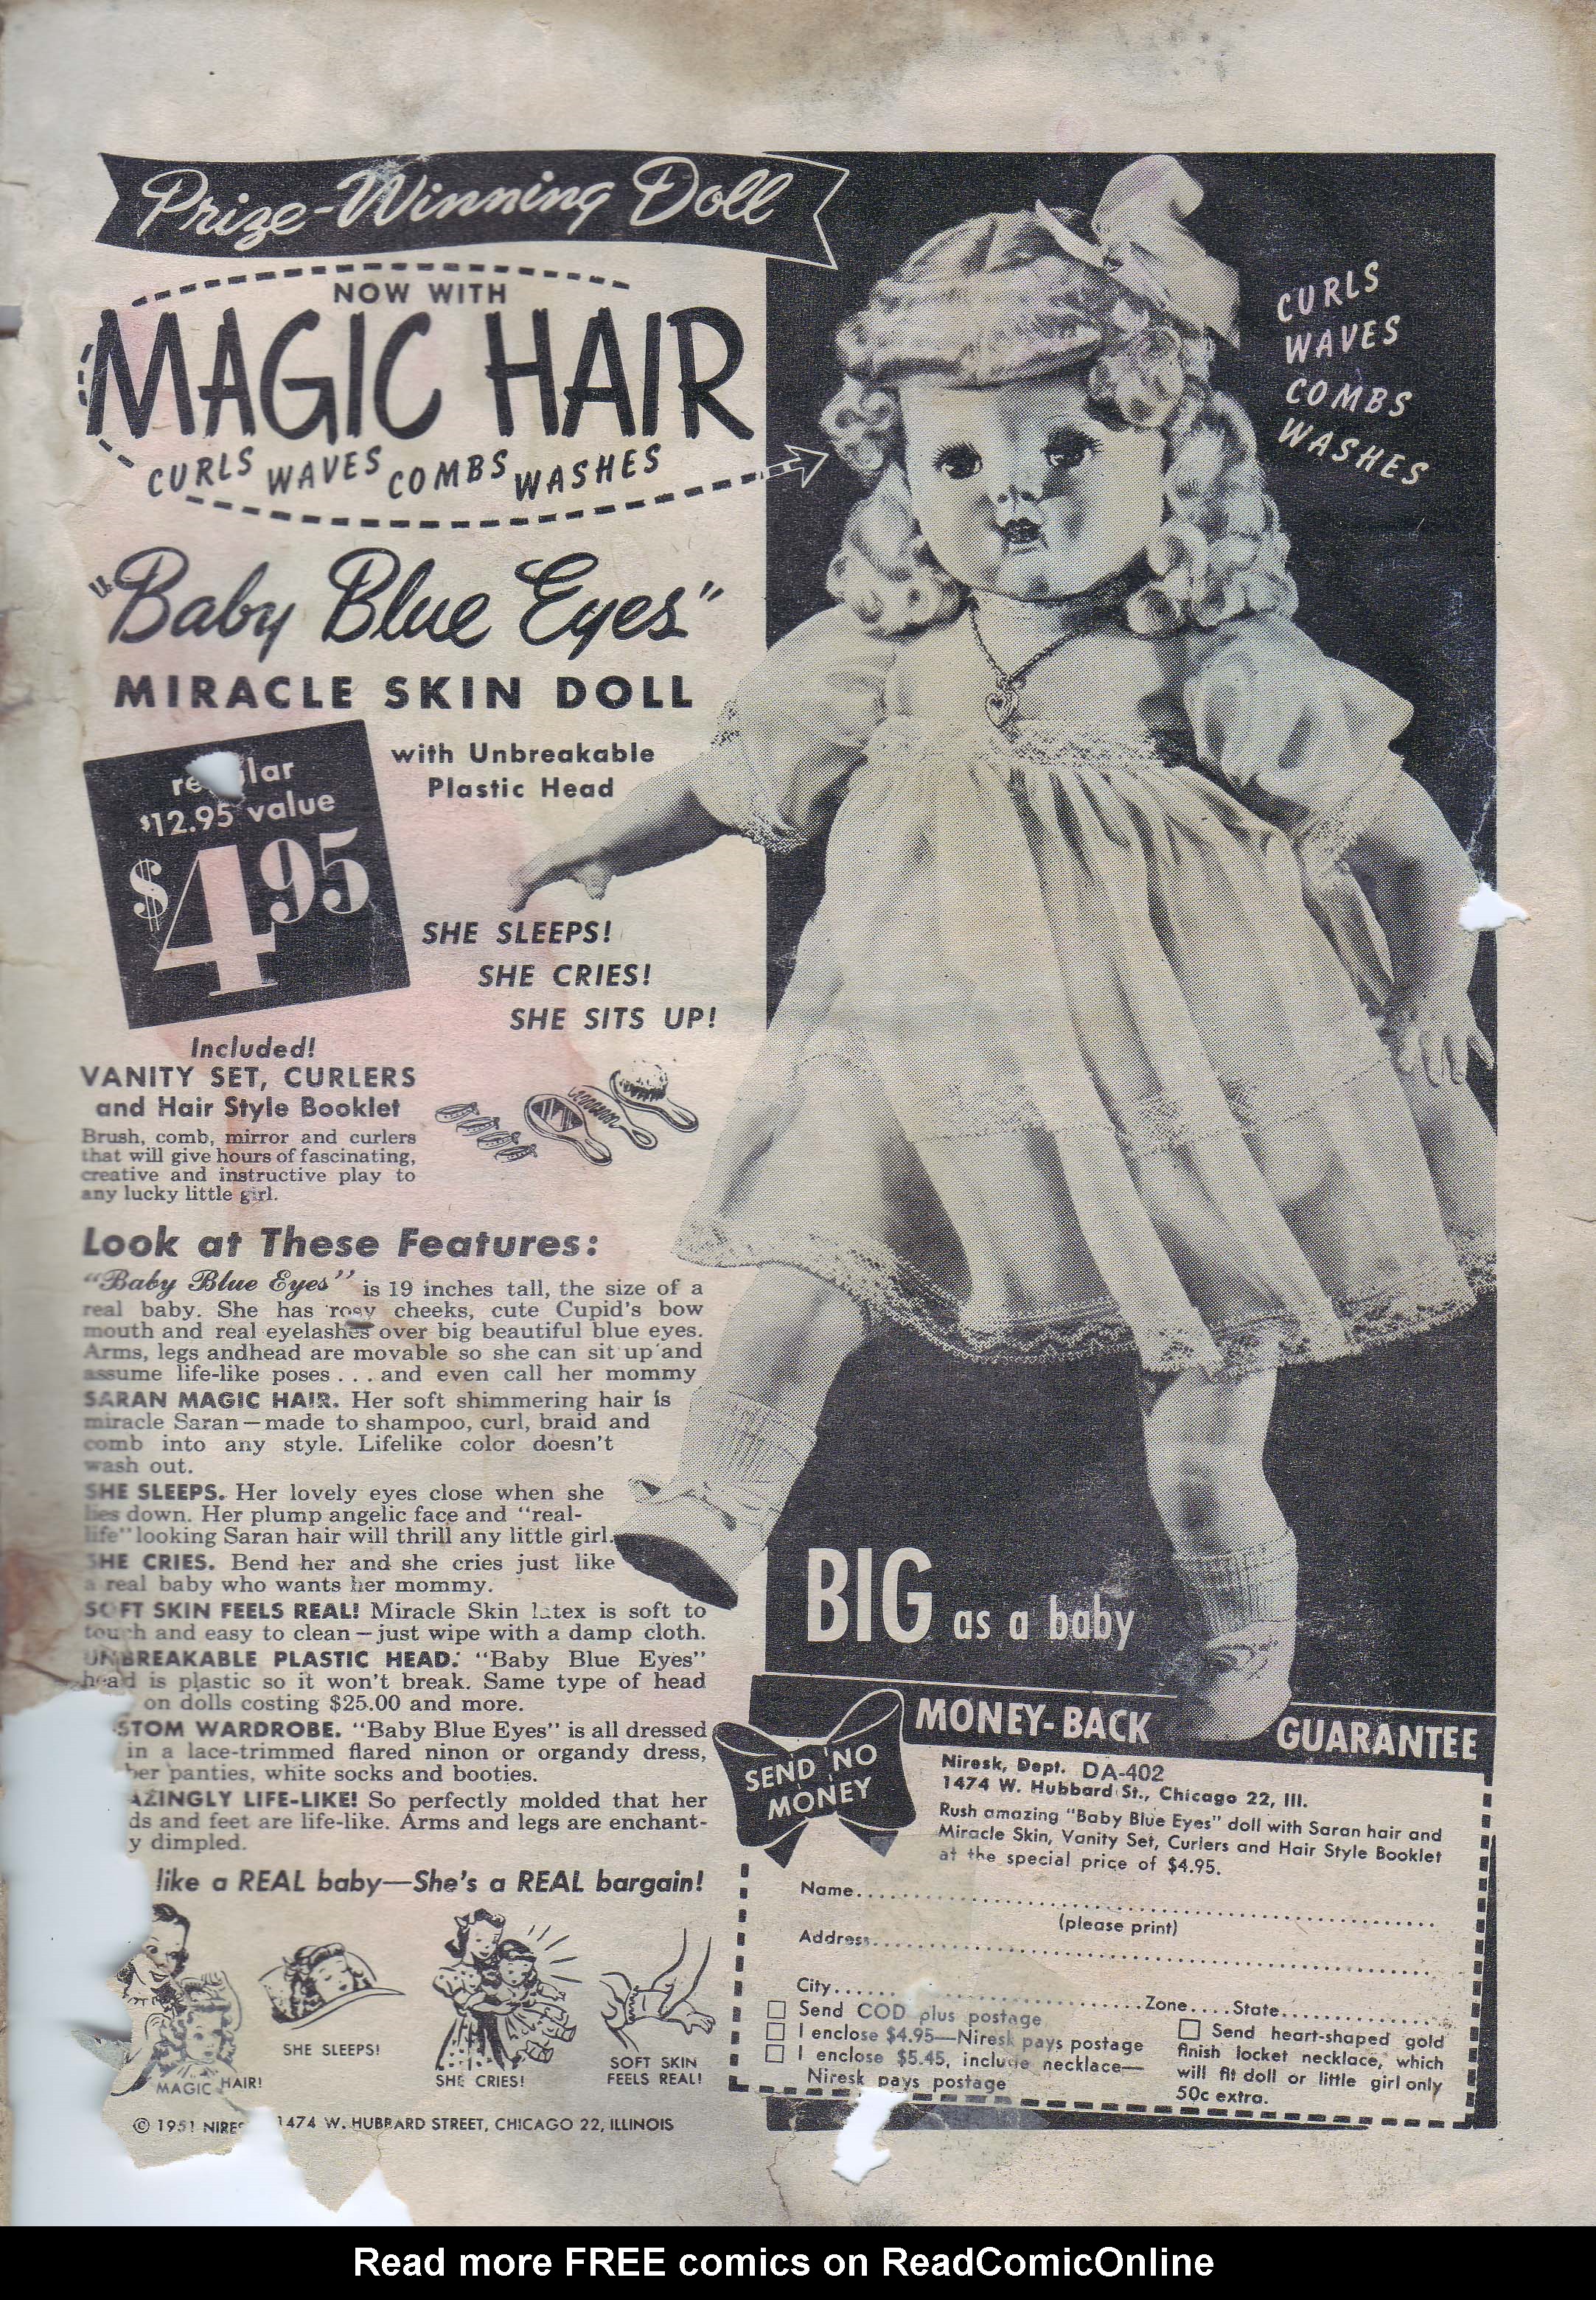 Prize-Winning Doll
NOW WITH
MAGIC HAIR
CURLS WAVES COMBS WASHES
CURLS
WAVES
COMBS
WASHES
"Baby Blue Eyes"
MIRACLE SKIN DOLL
with Unbreakable
Plastic Head
lar
$12.95 value
$4.95
SHE SLEEPS!
SHE CRIES!
SHE SITS UP!
Included!
VANITY SET, CURLERS
and Hair Style Booklet
Brush, comb, mirror and curlers
that will give hours of fascinating,
creative and instructive play to
any lucky little girl.
Look at These Features:
"Baby Blue Eyes" is 19 inches tall, the size of a
real baby. She has rosy cheeks, cute Cupid's bow
mouth and real eyelashes over big beautiful blue eyes.
Arms, legs andhead are movable so she can sit up and
assume life-like poses . . . and even call her mommy
SARAN MAGIC HAIR. Her soft shimmering hair is
miracle Saran—made to shampoo, curl, braid and
comb into any style. Lifelike color doesn't
wash out.
SHE SLEEPS. Her lovely eyes close when she
lies down. Her plump angelic face and "real-
life" looking Saran hair will thrill any little girl.
SHE CRIES. Bend her and she cries just like
a real baby who wants her mommy.
SOFT SKIN FEELS REAL! Miracle Skin latex is soft to
touch and easy to clean—just wipe with a damp cloth.
UNBREAKABLE PLASTIC HEAD. "Baby Blue Eyes"
head is plastic so it won't break. Same type of head
on dolls costing $25.00 and more.
STOM WARDROBE. "Baby Blue Eyes" is all dressed
in a lace-trimmed flared ninon or organdy dress,
ber panties, white socks and booties.
AZINGLY LIFE-LIKE! So perfectly molded that her
ds and feet are life-like. Arms and legs are enchant-
y dimpled.
like a REAL baby—She's a REAL bargain!
MAGIC HAIR!
SHE SLEEPS!
SHE CRIES!
SOFT SKIN
FEELS REAL!
© 1951 NIRES 1474 W. HUBBARD STREET, CHICAGO 22, ILLINOIS
BIG as a baby
MONEY-BACK GUARANTEE
SEND NO
MONEY
Niresk, Dept. DA-402
1474 W. Hubbard St., Chicago 22, Ill.
Rush amazing "Baby Blue Eyes" doll with Saran hair and
Miracle Skin, Vanity Set, Curlers and Hair Style Booklet
at the special price of $4.95.
Name
(please print)
Address
City Zone State
Send COD plus postage
I enclose $4.95—Niresk pays postage
I enclose $5.45, include necklace—
Niresk pays postage
Send heart-shaped gold
finish locket necklace, which
will fit doll or little girl only
50c extra.
Read more FREE comics on ReadComicOnline